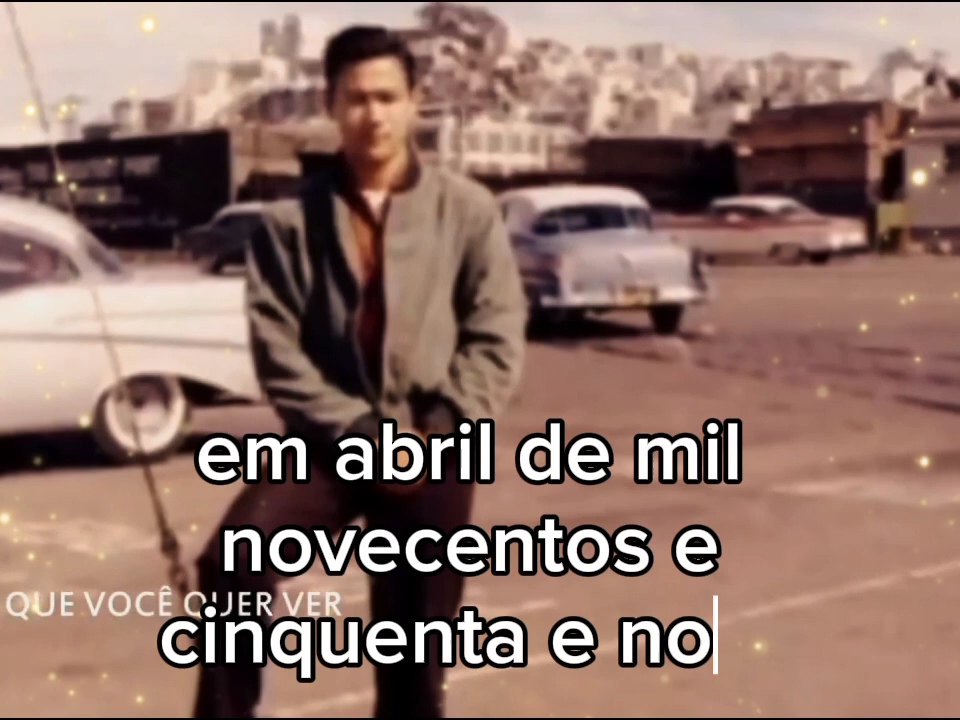 em abril de mil
novecentos e
QUE VOCÊ QUER VER
cinquenta e no